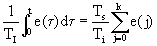 1/T_I ∫_0^t e(τ)dτ = T_s/T_i ∑_{j=0}^k e(j)